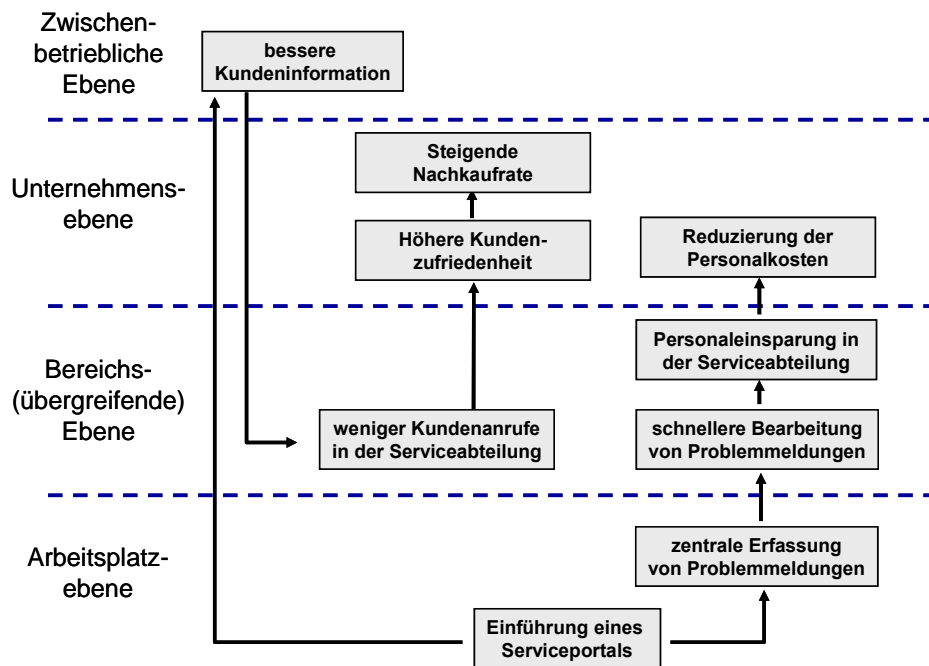 Zwischen-
betriebliche
Ebene
bessere
Kundeninformation
Unternehmens-
ebene
Steigende
Nachkaufrate
Höhere Kunden-
zufriedenheit
Reduzierung der
Personalkosten
Bereichs-
(übergreifende)
Ebene
Personaleinsparung in
der Serviceabteilung
weniger Kundenanrufe
in der Serviceabteilung
schnellere Bearbeitung
von Problemmeldungen
Arbeitsplatz-
ebene
zentrale Erfassung
von Problemmeldungen
Einführung eines
Serviceportals